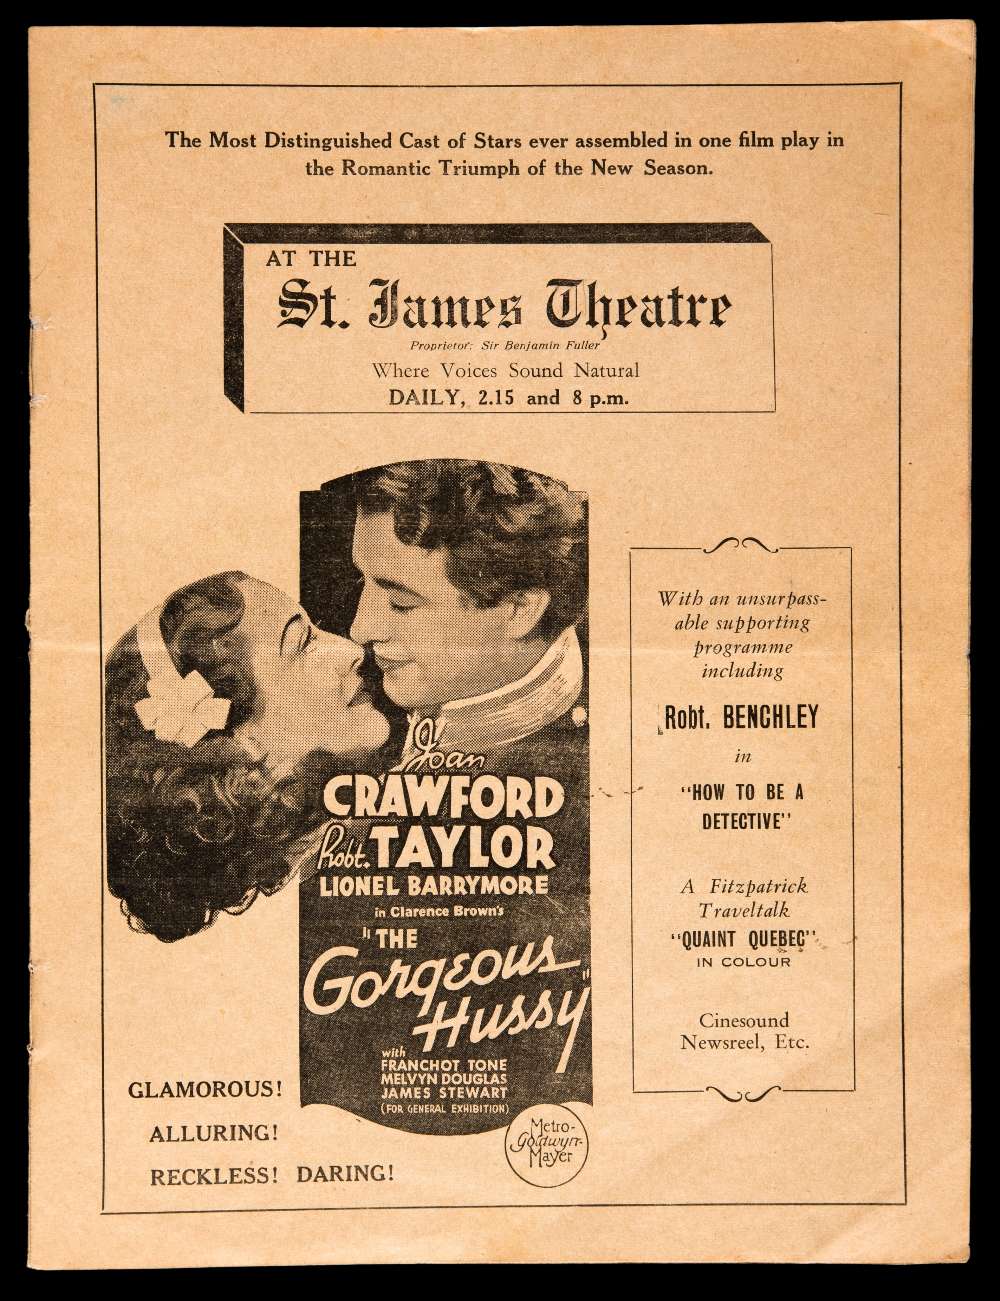 The Most Distinguished Cast of Stars ever assembled in one film play in
the Romantic Triumph of the New Season.
AT THE
St. James Theatre
Proprietor: Sir Benjamin Fuller
Where Voices Sound Natural
DAILY, 2.15 and 8 p.m.
Joan
CRAWFORD
Robt. TAYLOR
LIONEL BARRYMORE
in Clarence Brown's
"THE
GORGEOUS
HUSSY"
with
FRANCHOT TONE
MELVYN DOUGLAS
JAMES STEWART
(FOR GENERAL EXHIBITION)
Metro-
Goldwyn-
Mayer
With an unsurpass-
able supporting
programme
including
Robt. BENCHLEY
in
"HOW TO BE A
DETECTIVE"
A Fitzpatrick
Traveltalk
"QUAINT QUEBEC"
IN COLOUR
Cinesound
Newsreel, Etc.
GLAMOROUS!
ALLURING!
RECKLESS! DARING!